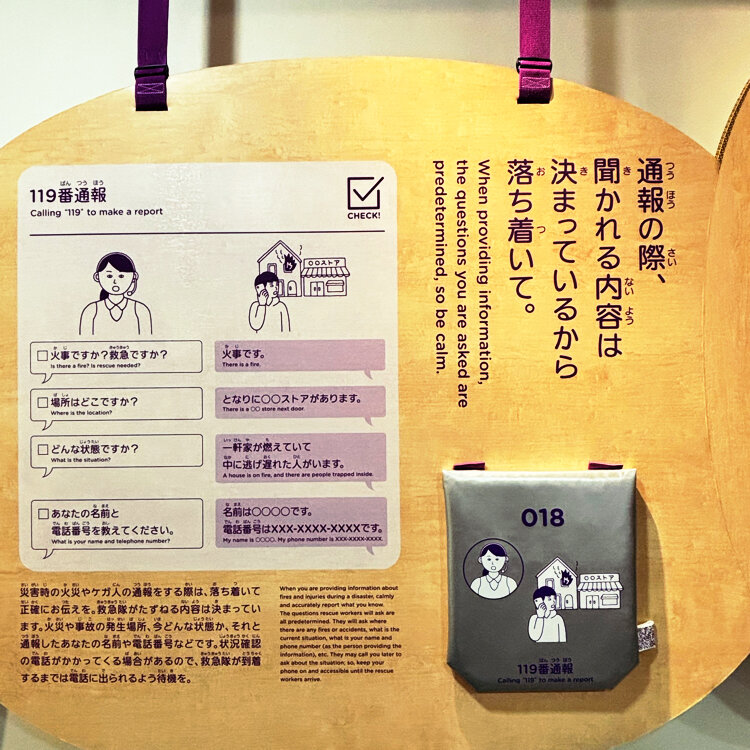 通報の際、
聞かれる内容は
決まっているから
落ち着いて。
When providing information,
the questions you are asked are
predetermined, so be calm.
119番通報
Calling "119" to make a report
CHECK!
〇〇ストア
火事ですか?救急ですか?
Is there a fire? Is rescue needed?
火事です。
There is a fire.
場所はどこですか?
Where is the location?
となりに〇〇ストアがあります。
There is a 〇〇 store next door.
どんな状態ですか?
What is the situation?
一軒家が燃えていて
中に逃げ遅れた人がいます。
A house is on fire, and there are people trapped inside.
あなたの名前と
電話番号を教えてください。
What is your name and telephone number?
名前は〇〇〇〇です。
電話番号はXXX-XXXX-XXXXです。
My name is 〇〇〇〇. My phone number is XXX-XXXX-XXXX.
災害時の火災やケガ人の通報をする際は、落ち着いて
正確にお伝えを。救急隊がたずねる内容は決まってい
ます。火災や事故の発生場所、今どんな状態か、それと
通報したあなたの名前や電話番号などです。状況確認
の電話がかかってくる場合があるので、救急隊が到着
するまでは電話に出られるよう待機を。
When you are providing information about
fires and injuries during a disaster, calmly
and accurately report what you know.
The questions rescue workers will ask are
all predetermined. They will ask where
there are any fires or accidents, what is the
current situation, what is your name and
phone number (as the person providing the
information), etc. They may call you later to
ask about the situation; so, keep your
phone on and accessible until the rescue
workers arrive.
018
〇〇ストア
119番通報
Calling "119" to make a report